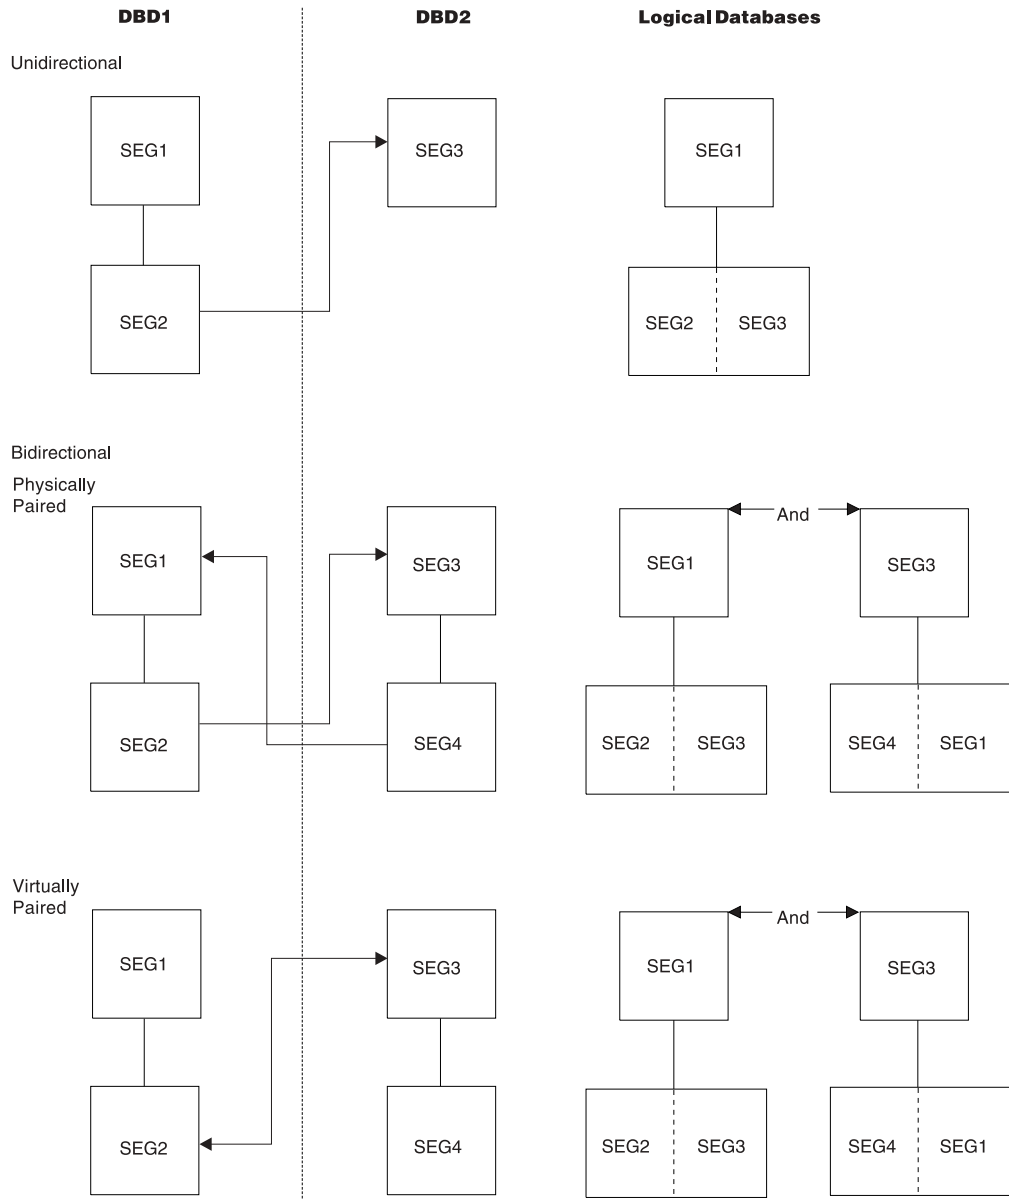 DBD1 DBD2 Logical Databases
Unidirectional
SEG1 SEG3 SEG1
SEG2 SEG2 SEG3
Bidirectional
Physically
Paired
And
SEG1 SEG3 SEG1 SEG3
SEG2 SEG4 SEG2 SEG3 SEG4 SEG1
Virtually
Paired
And
SEG1 SEG3 SEG1 SEG3
SEG2 SEG4 SEG2 SEG3 SEG4 SEG1